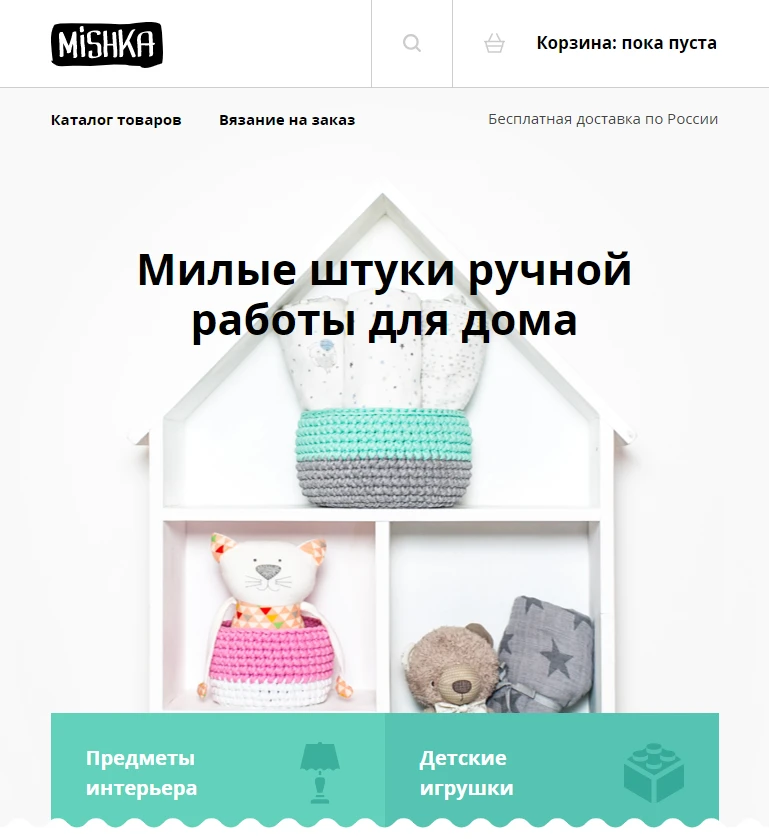 MiSHKA
Корзина: пока пуста
Каталог товаров
Вязание на заказ
Бесплатная доставка по России
Милые штуки ручной
работы для дома
Предметы
интерьера
Детские
игрушки